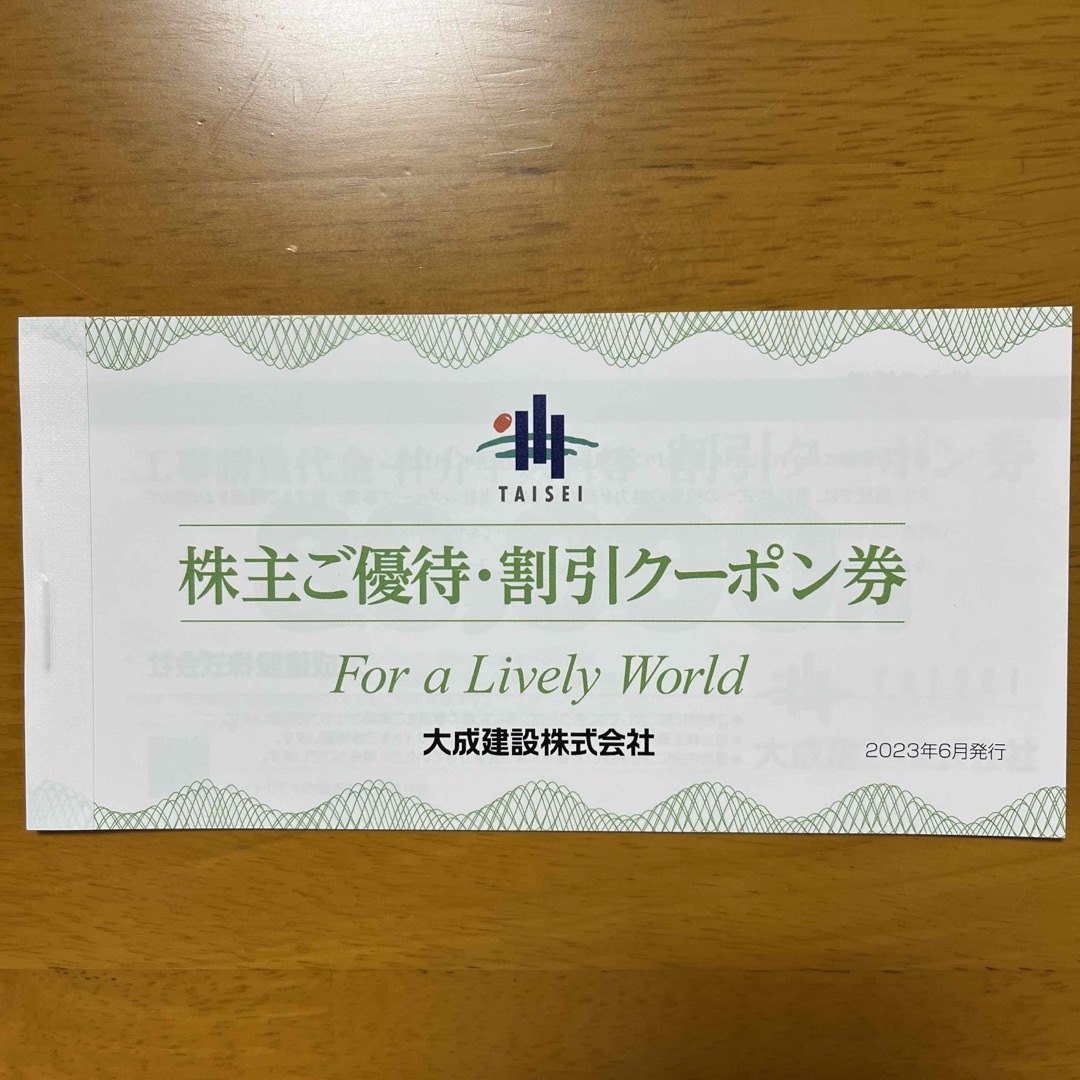 TAISEI
株主ご優待・割引クーポン券
For a Lively World
大成建設株式会社
2023年6月発行